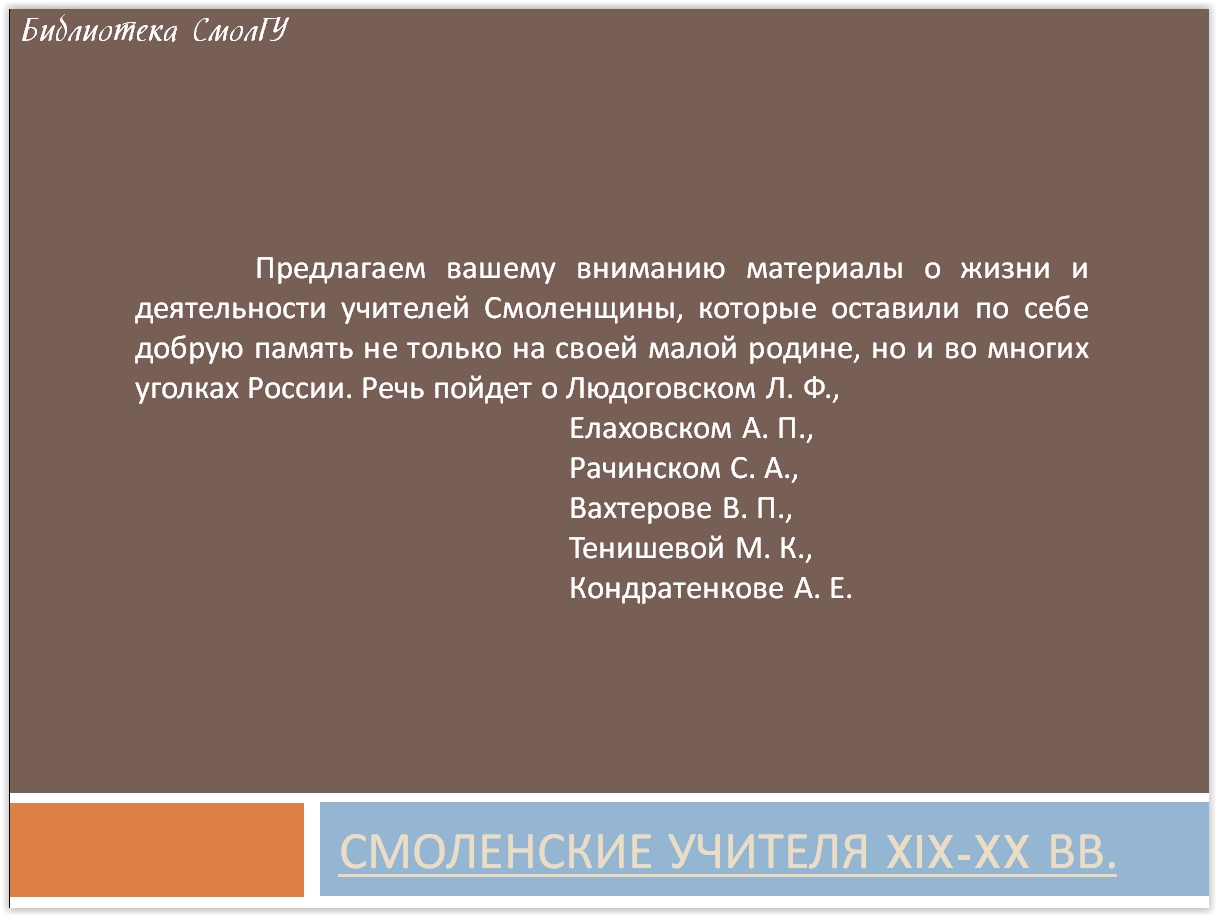 Библиотека СмолГУ
Предлагаем вашему вниманию материалы о жизни и
деятельности учителей Смоленщины, которые оставили по себе
добрую память не только на своей малой родине, но и во многих
уголках России. Речь пойдет о Людоговском Л. Ф.,
Елаховском А. П.,
Рачинском С. А.,
Вахтерове В. П.,
Тенишевой М. К.,
Кондратенкове А. Е.
СМОЛЕНСКИЕ УЧИТЕЛЯ XIX-XX ВВ.